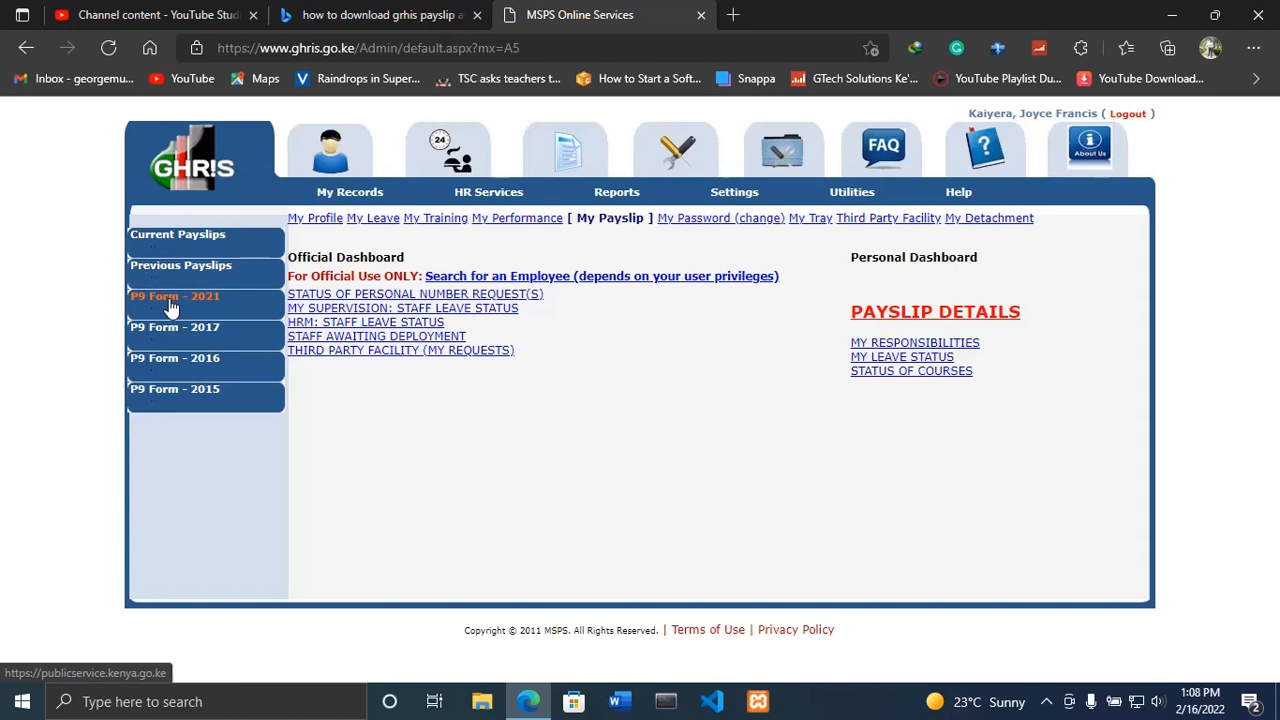 Channel content - YouTube Stud
how to download grhis payslip a
MSPS Online Services
https://www.ghris.go.ke/Admin/default.aspx?mx=A5
Inbox - georgemu...
YouTube
Maps
Raindrops in Super...
TSC asks teachers t...
How to Start a Soft...
Snappa
GTech Solutions Ke'...
YouTube Playlist Du...
YouTube Download...
Kaiyera, Joyce Francis ( Logout )
GHRIS
24
FAQ
?
i
About Us
My Records
HR Services
Reports
Settings
Utilities
Help
My Profile My Leave My Training My Performance [ My Payslip ] My Password (change) My Tray Third Party Facility My Detachment
Current Payslips
Previous Payslips
P9 Form - 2021
P9 Form - 2017
P9 Form - 2016
P9 Form - 2015
Official Dashboard
For Official Use ONLY: Search for an Employee (depends on your user privileges)
STATUS OF PERSONAL NUMBER REQUEST(S)
MY SUPERVISION: STAFF LEAVE STATUS
HRM: STAFF LEAVE STATUS
STAFF AWAITING DEPLOYMENT
THIRD PARTY FACILITY (MY REQUESTS)
Personal Dashboard
PAYSLIP DETAILS
MY RESPONSIBILITIES
MY LEAVE STATUS
STATUS OF COURSES
Copyright © 2011 MSPS. All Rights Reserved. | Terms of Use | Privacy Policy
https://publicservice.kenya.go.ke
Type here to search
23°C Sunny
1:08 PM
2/16/2022
2